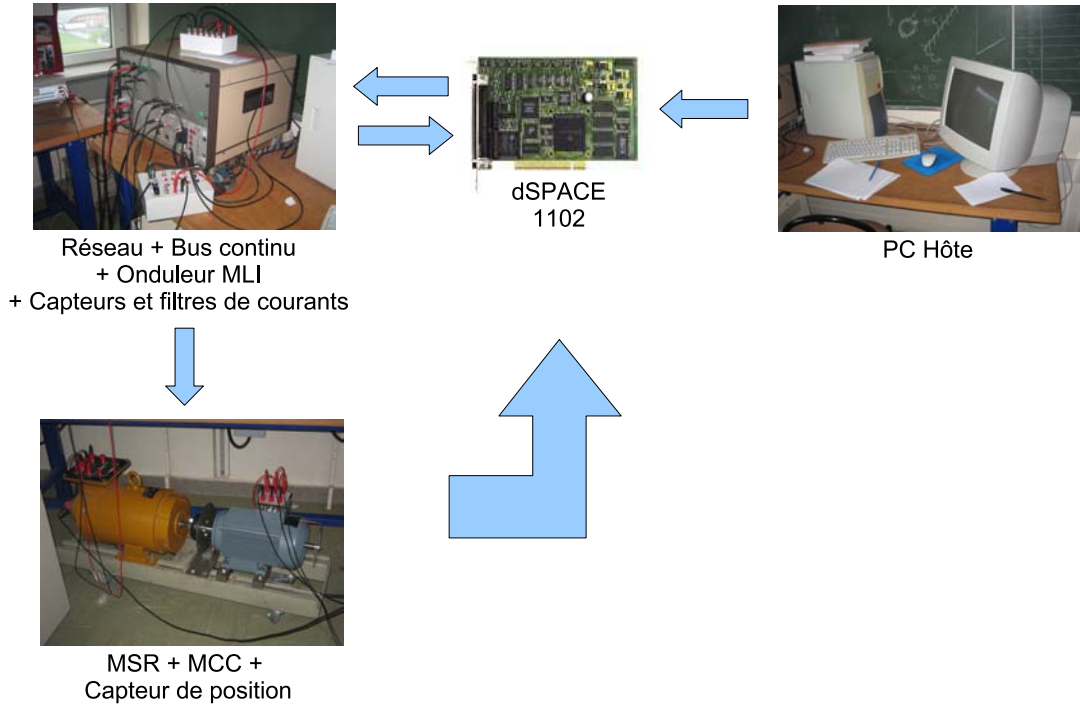 dSPACE
1102
Réseau + Bus continu
+ Onduleur MLI
+ Capteurs et filtres de courants
PC Hôte
MSR + MCC +
Capteur de position